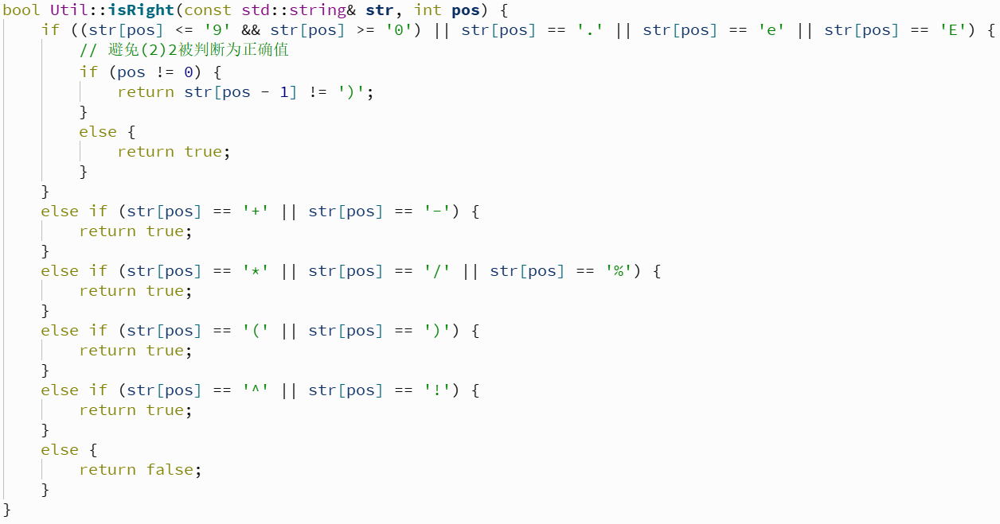 bool Util::isRight(const std::string& str, int pos) {
    if ((str[pos] <= '9' && str[pos] >= '0') || str[pos] == '.' || str[pos] == 'e' || str[pos] == 'E') {
        // 避免(2)2被判断为正确值
        if (pos != 0) {
            return str[pos - 1] != ')';
        }
        else {
            return true;
        }
    }
    else if (str[pos] == '+' || str[pos] == '-') {
        return true;
    }
    else if (str[pos] == '*' || str[pos] == '/' || str[pos] == '%') {
        return true;
    }
    else if (str[pos] == '(' || str[pos] == ')') {
        return true;
    }
    else if (str[pos] == '^' || str[pos] == '!') {
        return true;
    }
    else {
        return false;
    }
}